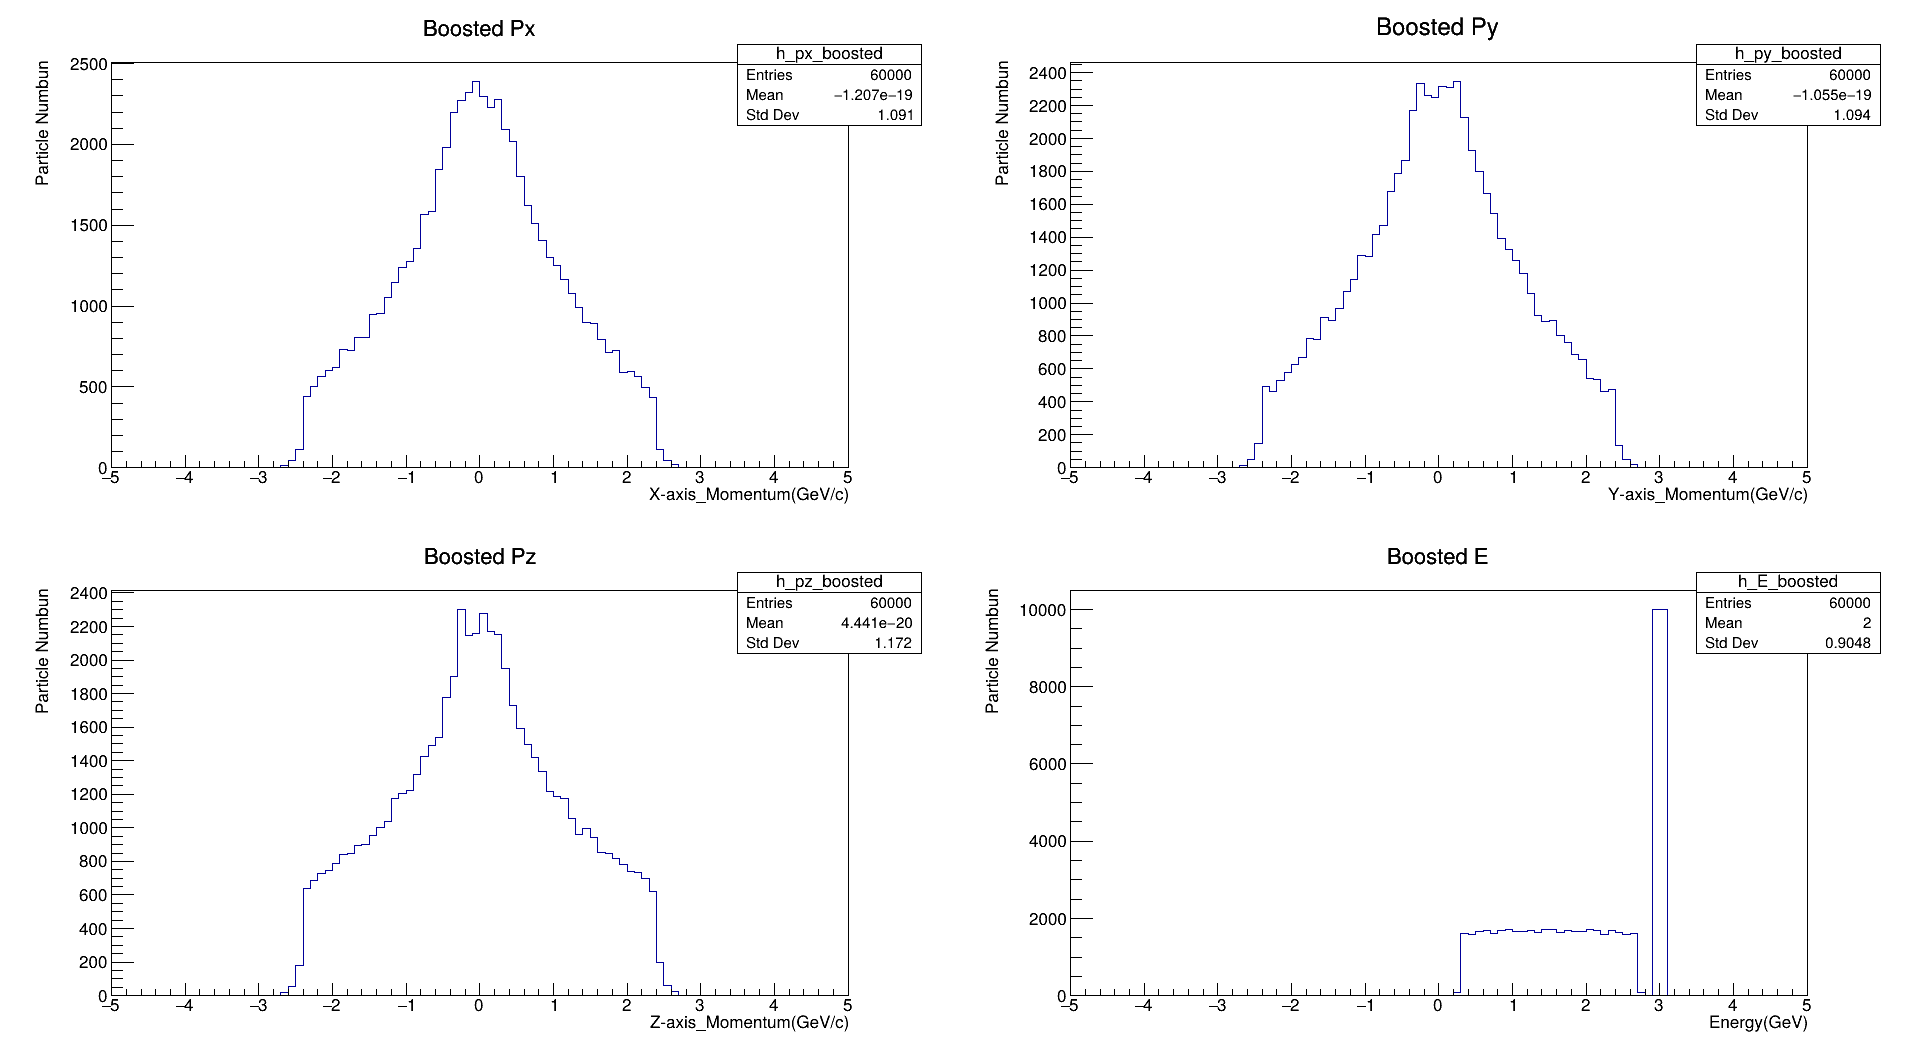 Boosted Px
h_px_boosted
Entries 60000
Mean −1.207e−19
Std Dev 1.091
Particle Numbun
2500
2000
1500
1000
500
0
−5 −4 −3 −2 −1 0 1 2 3 4 5
X-axis_Momentum(GeV/c)
Boosted Py
h_py_boosted
Entries 60000
Mean −1.055e−19
Std Dev 1.094
Particle Numbun
2400
2200
2000
1800
1600
1400
1200
1000
800
600
400
200
0
−5 −4 −3 −2 −1 0 1 2 3 4 5
Y-axis_Momentum(GeV/c)
Boosted Pz
h_pz_boosted
Entries 60000
Mean 4.441e−20
Std Dev 1.172
Particle Numbun
2400
2200
2000
1800
1600
1400
1200
1000
800
600
400
200
0
−5 −4 −3 −2 −1 0 1 2 3 4 5
Z-axis_Momentum(GeV/c)
Boosted E
h_E_boosted
Entries 60000
Mean 2
Std Dev 0.9048
Particle Numbun
10000
8000
6000
4000
2000
0
−5 −4 −3 −2 −1 0 1 2 3 4 5
Energy(GeV)